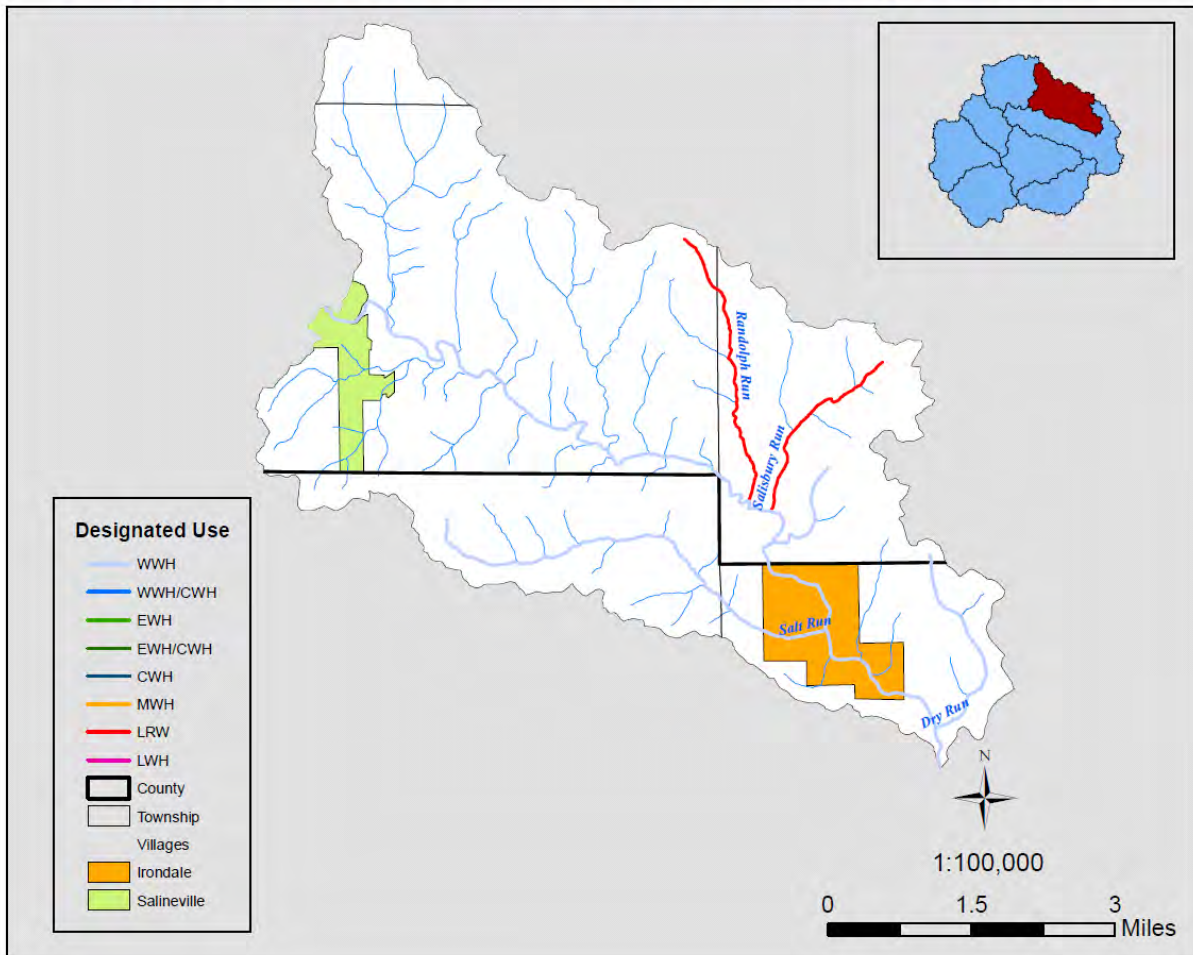 Randolph Run
Salisbury Run
Salt Run
Dry Run
Designated Use
WWH
WWH/CWH
EWH
EWH/CWH
CWH
MWH
LRW
LWH
County
Township
Villages
Irondale
Salineville
N
1:100,000
0 1.5 3
Miles